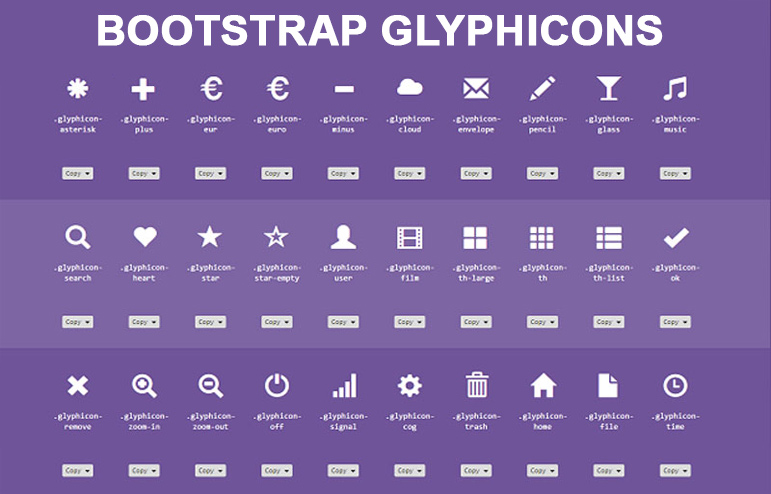 BOOTSTRAP GLYPHICONS
.glyphicon- .glyphicon- .glyphicon- .glyphicon- .glyphicon- .glyphicon- .glyphicon- .glyphicon- .glyphicon- .glyphicon-
asterisk plus eur euro minus cloud envelope pencil glass music
Copy Copy Copy Copy Copy Copy Copy Copy Copy Copy
.glyphicon- .glyphicon- .glyphicon- .glyphicon- .glyphicon- .glyphicon- .glyphicon- .glyphicon- .glyphicon- .glyphicon-
search heart star star-empty user film th-large th th-list ok
Copy Copy Copy Copy Copy Copy Copy Copy Copy Copy
.glyphicon- .glyphicon- .glyphicon- .glyphicon- .glyphicon- .glyphicon- .glyphicon- .glyphicon- .glyphicon- .glyphicon-
remove zoom-in zoom-out off signal cog trash home file time
Copy Copy Copy Copy Copy Copy Copy Copy Copy Copy